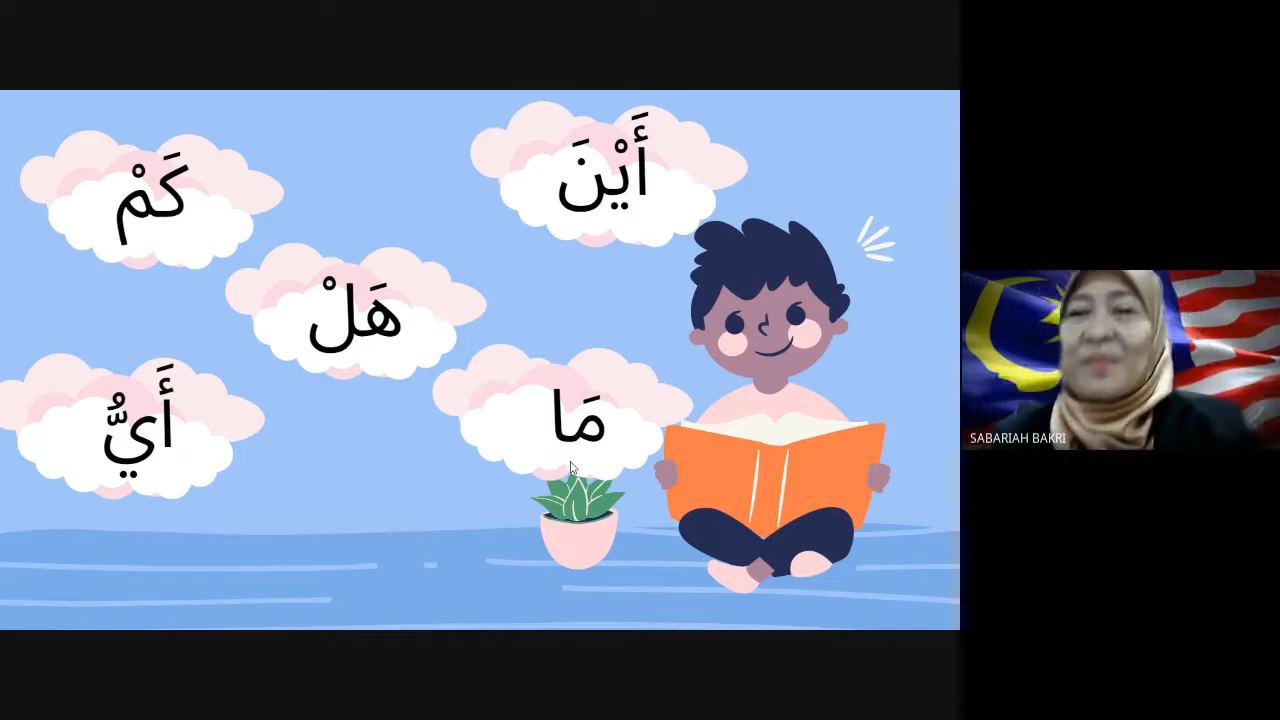 أَيْنَ
كَمْ
هَلْ
مَا
أَيُّ
SABARIAH BAKRI